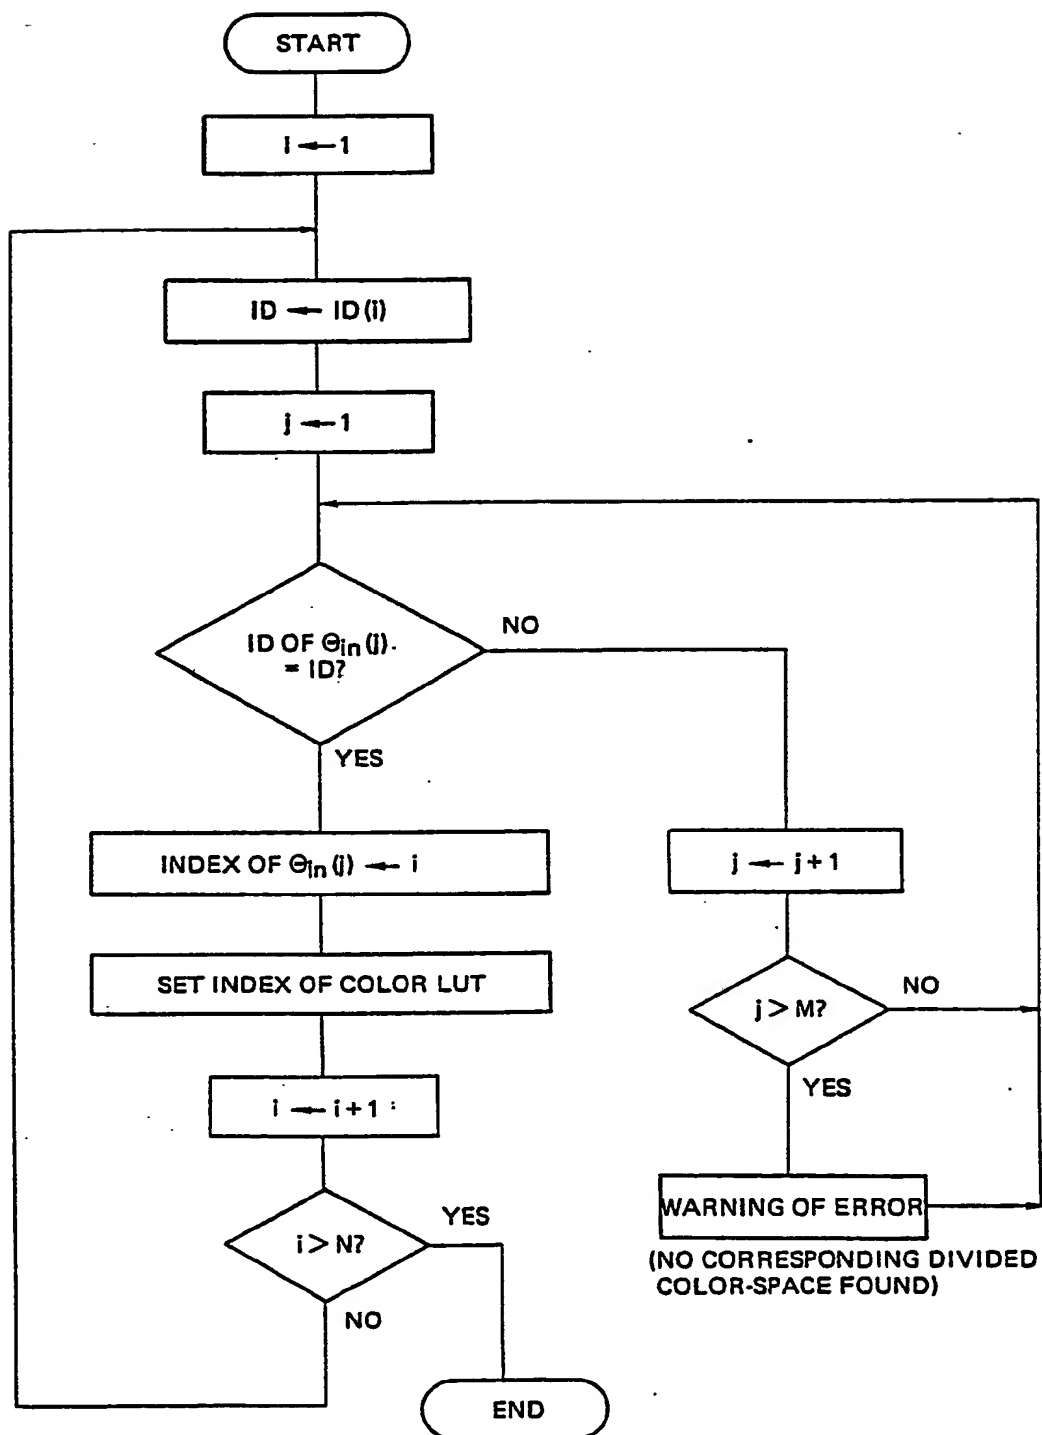 START
i ← 1
ID ← ID(i)
j ← 1
ID OF Θin(j).
= ID?
NO
YES
INDEX OF Θin(j) ← i
j ← j+1
SET INDEX OF COLOR LUT
j > M?
NO
YES
i ← i+1
WARNING OF ERROR
(NO CORRESPONDING DIVIDED
COLOR-SPACE FOUND)
i > N?
YES
NO
END